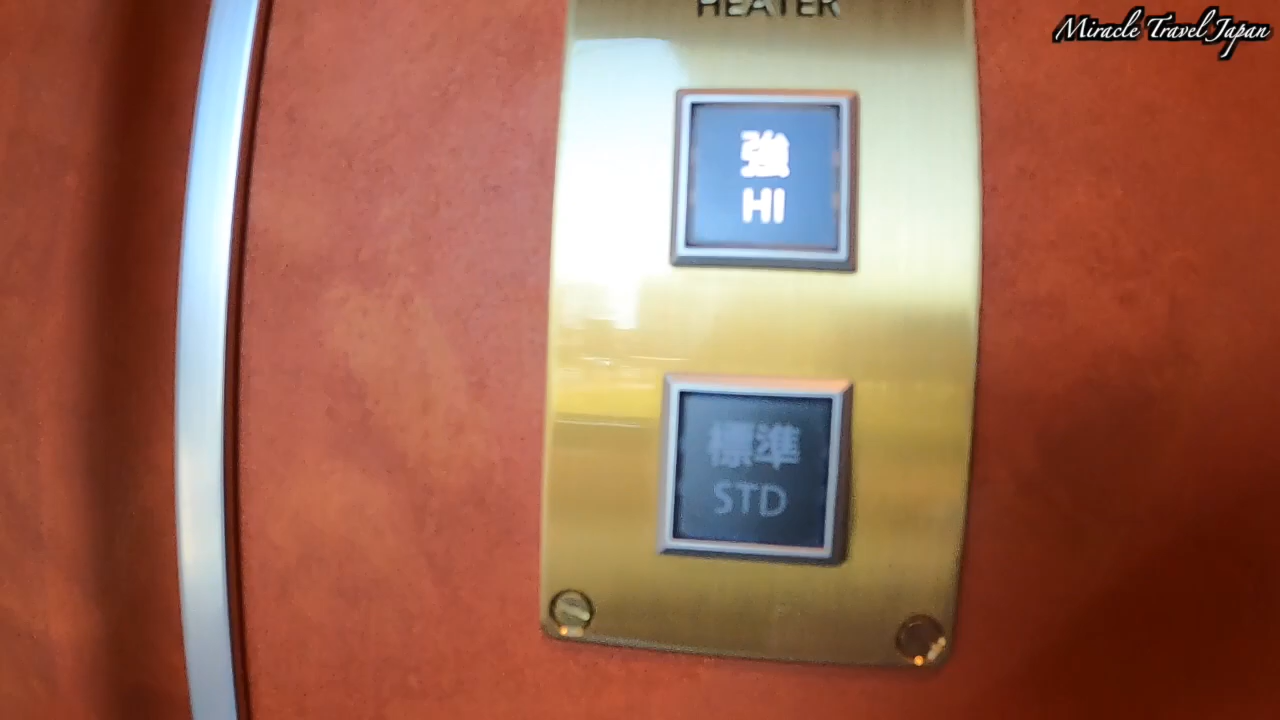 Miracle Travel Japan
HEATER
強
HI
標準
STD